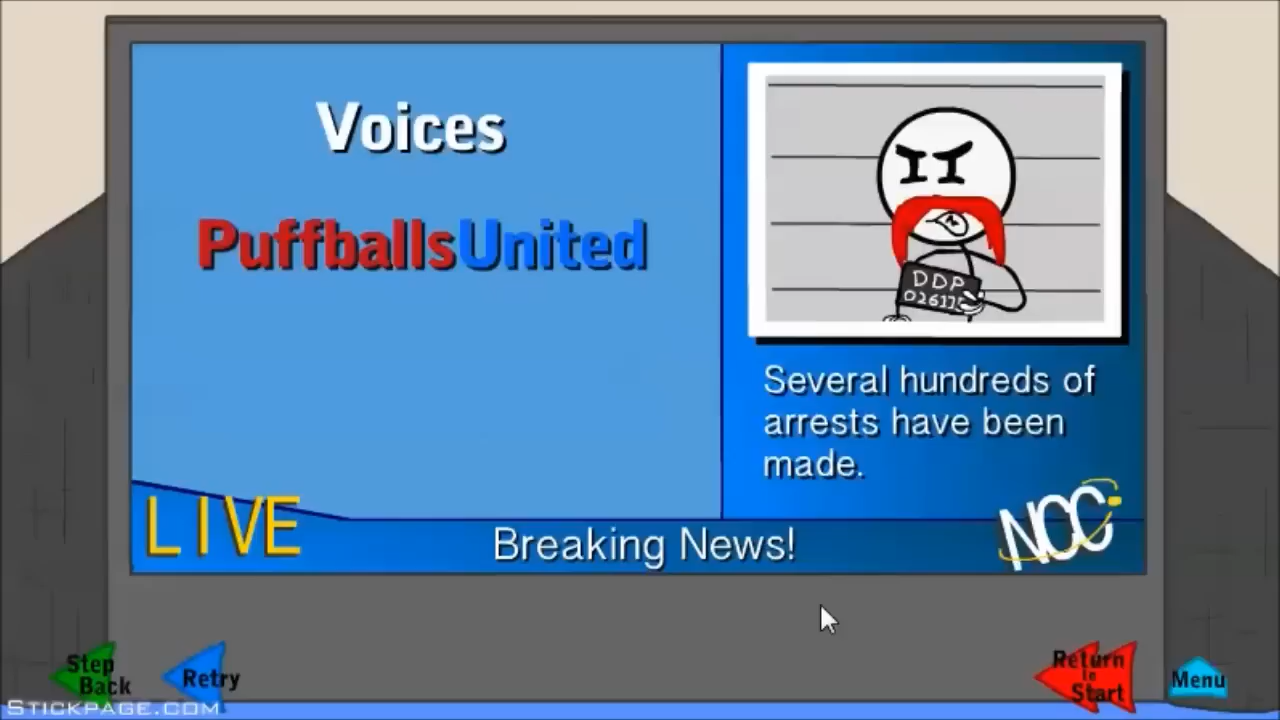 Voices
PuffballsUnited
DDP
Several hundreds of
arrests have been
made.
LIVE
Breaking News!
NCC
Step
Back
Retry
Return
to
Start
Menu
STICKPAGE.COM